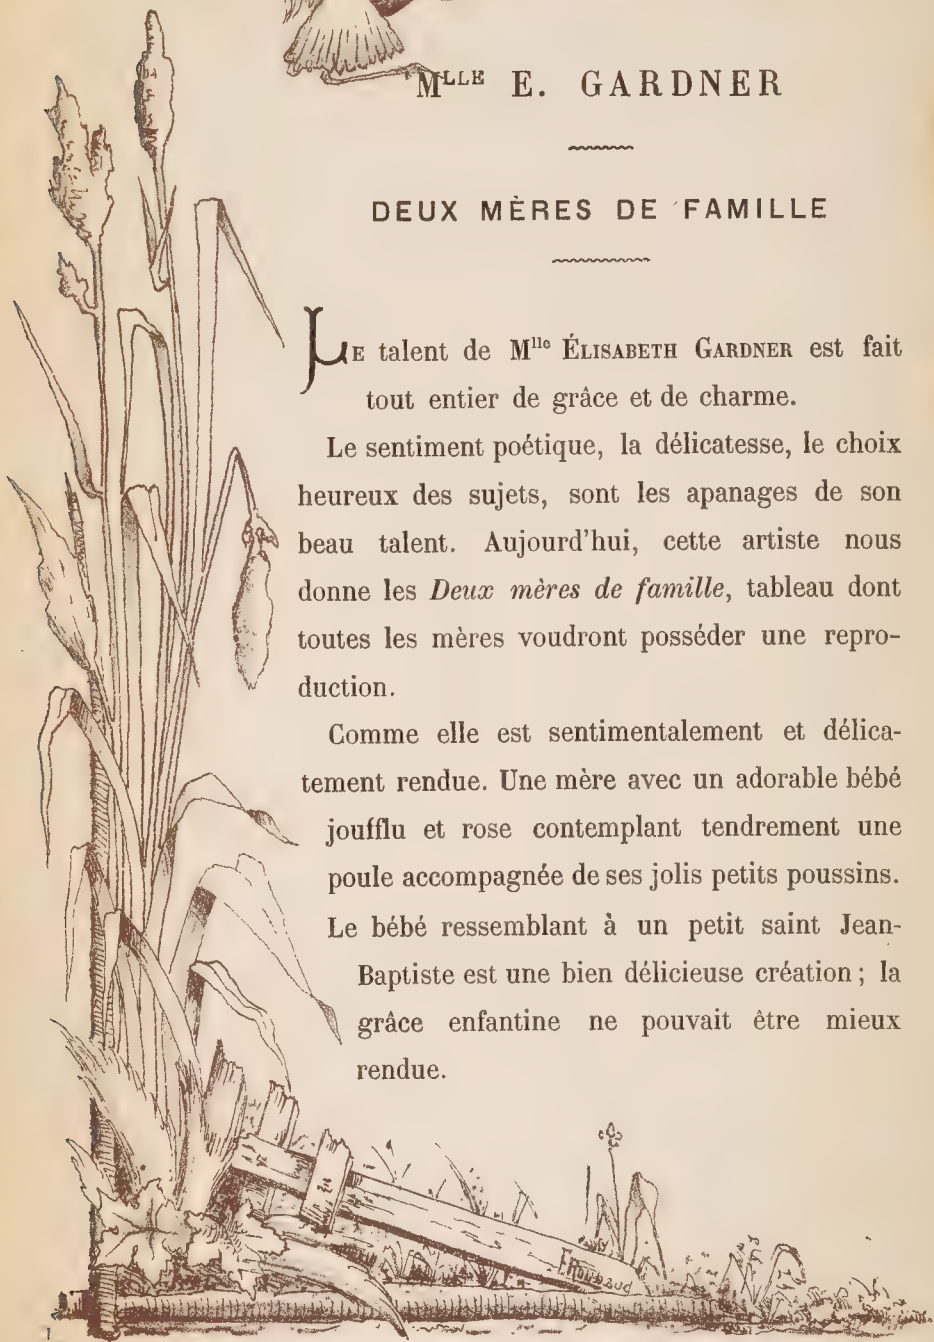 Mlle E. GARDNER
DEUX MÈRES DE FAMILLE
Le talent de Mlle Élisabeth Gardner est fait
tout entier de grâce et de charme.
Le sentiment poétique, la délicatesse, le choix
heureux des sujets, sont les apanages de son
beau talent. Aujourd'hui, cette artiste nous
donne les Deux mères de famille, tableau dont
toutes les mères voudront posséder une repro-
duction.
Comme elle est sentimentalement et délica-
tement rendue. Une mère avec un adorable bébé
joufflu et rose contemplant tendrement une
poule accompagnée de ses jolis petits poussins.
Le bébé ressemblant à un petit saint Jean-
Baptiste est une bien délicieuse création ; la
grâce enfantine ne pouvait être mieux
rendue.